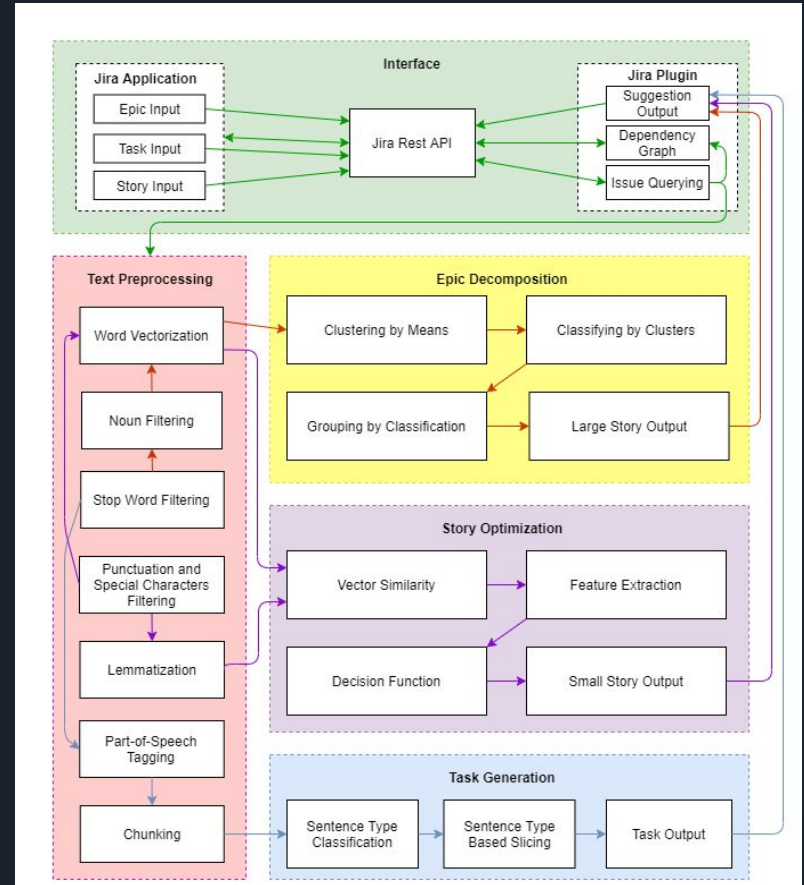 Interface
Jira Application
Epic Input
Task Input
Story Input
Jira Rest API
Jira Plugin
Suggestion
Output
Dependency
Graph
Issue Querying
Text Preprocessing
Word Vectorization
Noun Filtering
Stop Word Filtering
Punctuation and
Special Characters
Filtering
Lemmatization
Part-of-Speech
Tagging
Chunking
Epic Decomposition
Clustering by Means
Classifying by Clusters
Grouping by Classification
Large Story Output
Story Optimization
Vector Similarity
Feature Extraction
Decision Function
Small Story Output
Task Generation
Sentence Type
Classification
Sentence Type
Based Slicing
Task Output